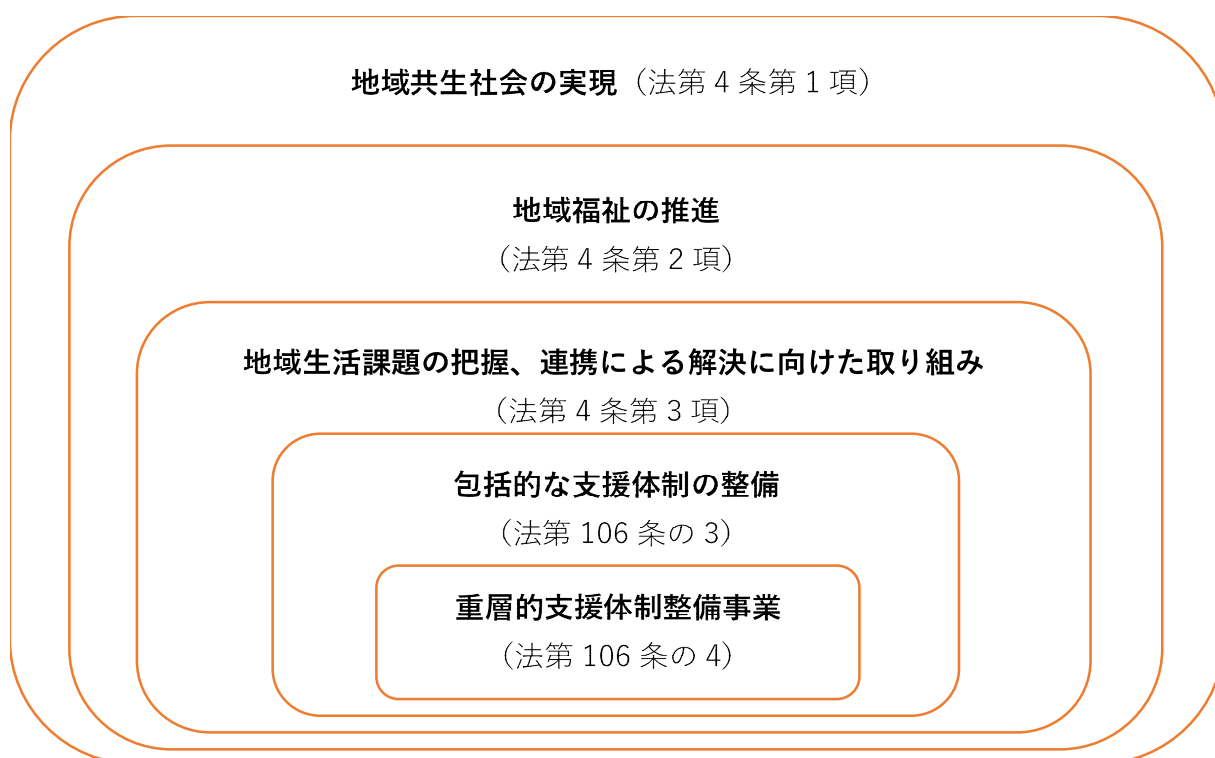 地域共生社会の実現（法第 4 条第 1 項）
地域福祉の推進
（法第 4 条第 2 項）
地域生活課題の把握、連携による解決に向けた取り組み
（法第 4 条第 3 項）
包括的な支援体制の整備
（法第 106 条の 3）
重層的支援体制整備事業
（法第 106 条の 4）